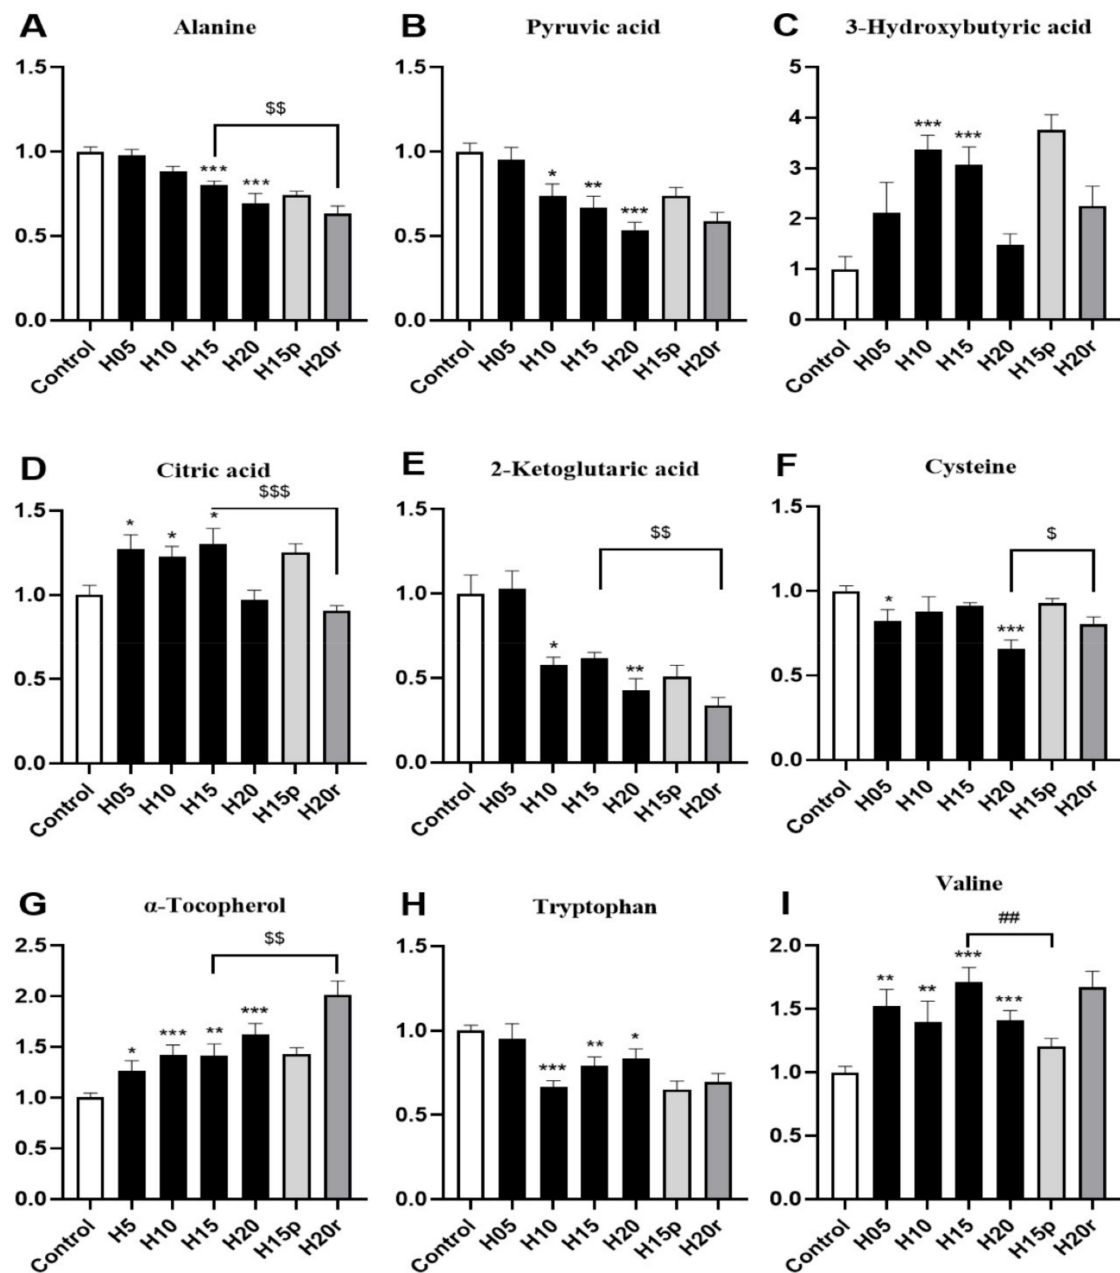 A
Alanine
1.5
1.0
0.5
0.0
$$
***
***
Control
H05
H10
H15
H20
H15p
H20r
B
Pyruvic acid
1.5
1.0
0.5
0.0
*
**
***
Control
H05
H10
H15
H20
H15p
H20r
C
3-Hydroxybutyric acid
5
4
3
2
1
0
***
***
Control
H05
H10
H15
H20
H15p
H20r
D
Citric acid
1.5
1.0
0.5
0.0
$$$
*
*
*
Control
H05
H10
H15
H20
H15p
H20r
E
2-Ketoglutaric acid
1.5
1.0
0.5
0.0
$$
*
**
Control
H05
H10
H15
H20
H15p
H20r
F
Cysteine
1.5
1.0
0.5
0.0
$
*
***
Control
H05
H10
H15
H20
H15p
H20r
G
α-Tocopherol
2.5
2.0
1.5
1.0
0.5
0.0
$$
*
***
**
***
Control
H5
H10
H15
H20
H15p
H20r
H
Tryptophan
1.5
1.0
0.5
0.0
***
**
*
Control
H05
H10
H15
H20
H15p
H20r
I
Valine
2.0
1.5
1.0
0.5
0.0
##
**
**
***
***
Control
H05
H10
H15
H20
H15p
H20r